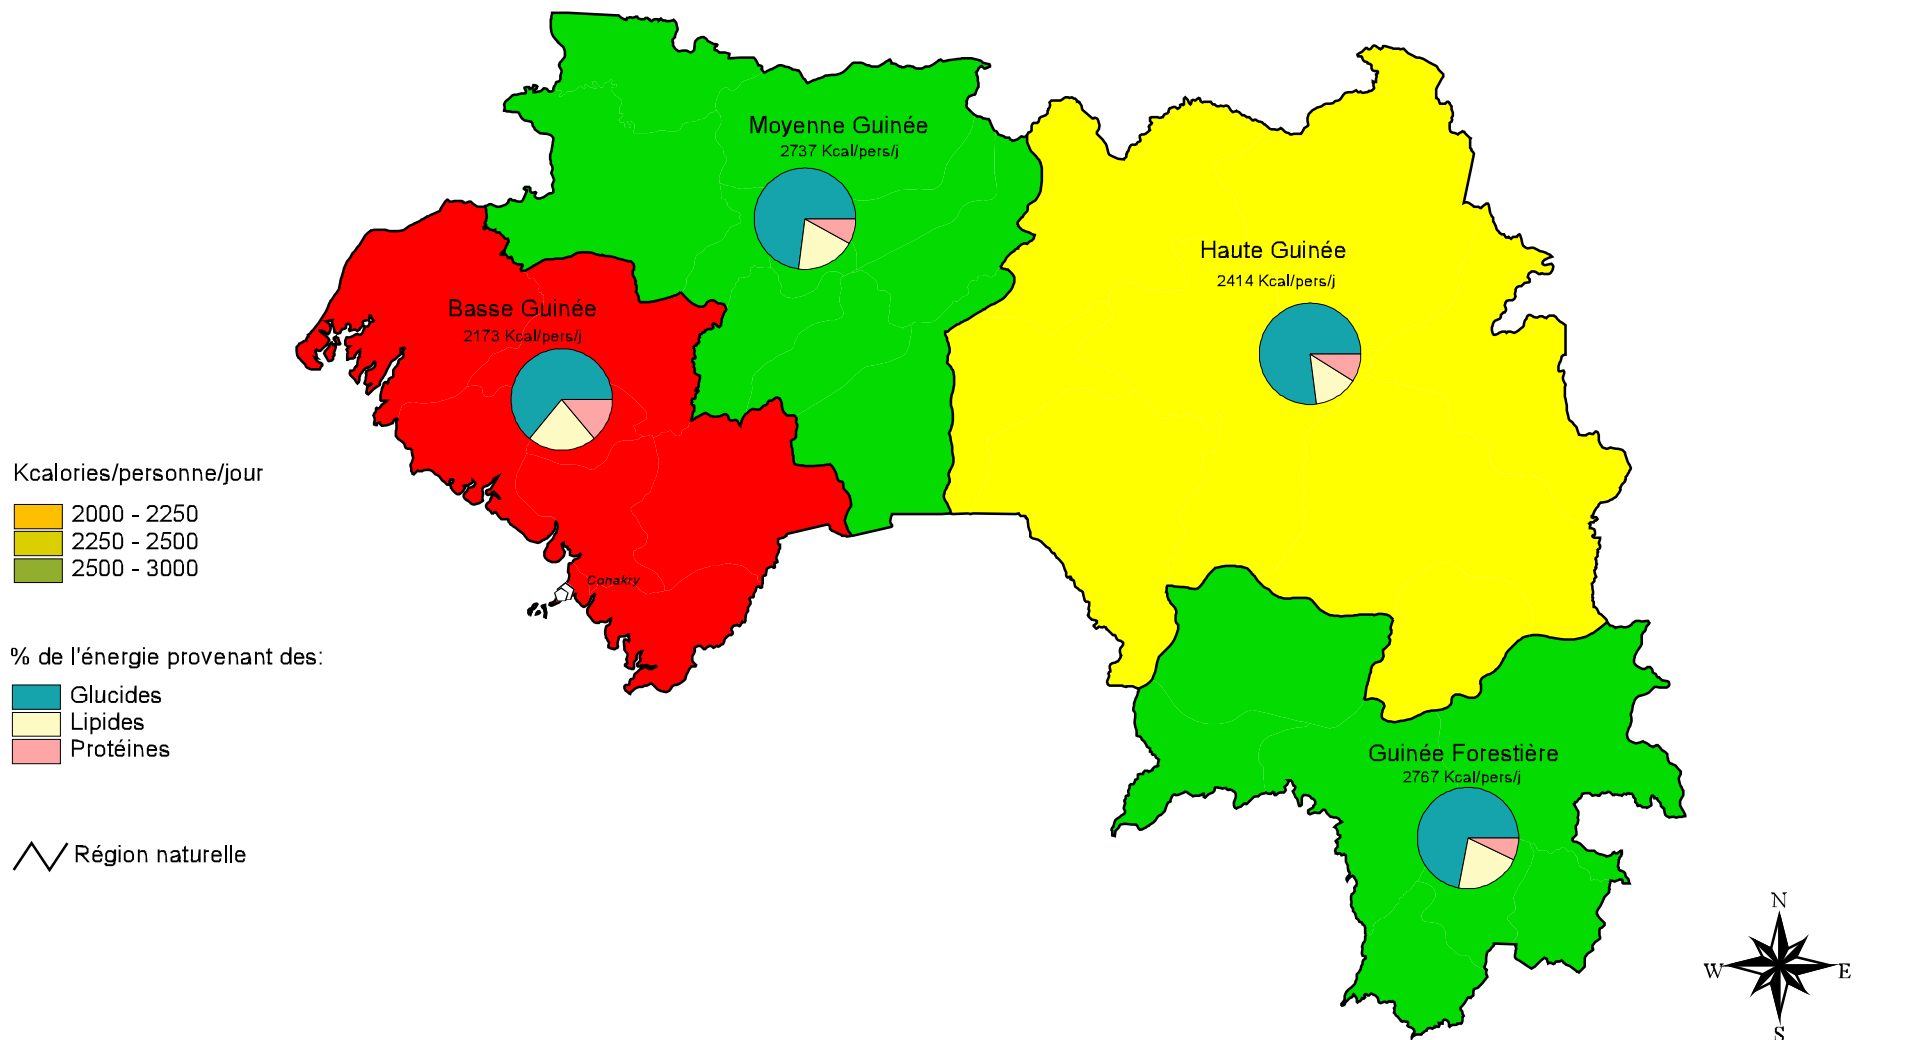 Moyenne Guinée
2737 Kcal/pers/j
Haute Guinée
2414 Kcal/pers/j
Basse Guinée
2173 Kcal/pers/j
Conakry
Guinée Forestière
2767 Kcal/pers/j
Kcalories/personne/jour
2000 - 2250
2250 - 2500
2500 - 3000
% de l'énergie provenant des:
Glucides
Lipides
Protéines
Région naturelle
N
W
E
S